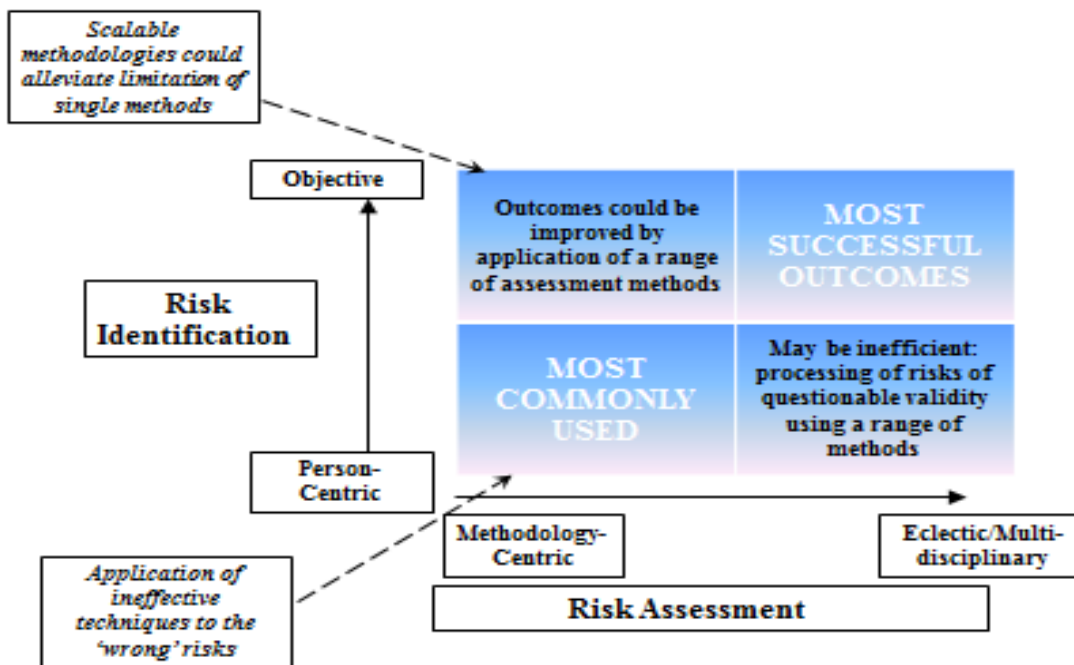 Scalable
methodologies could
alleviate limitation of
single methods
Objective
Risk
Identification
Person-
Centric
Outcomes could be
improved by
application of a range
of assessment methods
MOST
SUCCESSFUL
OUTCOMES
MOST
COMMONLY
USED
May be inefficient:
processing of risks of
questionable validity
using a range of
methods
Methodology-
Centric
Eclectic/Multi-
disciplinary
Risk Assessment
Application of
ineffective
techniques to the
‘wrong’ risks